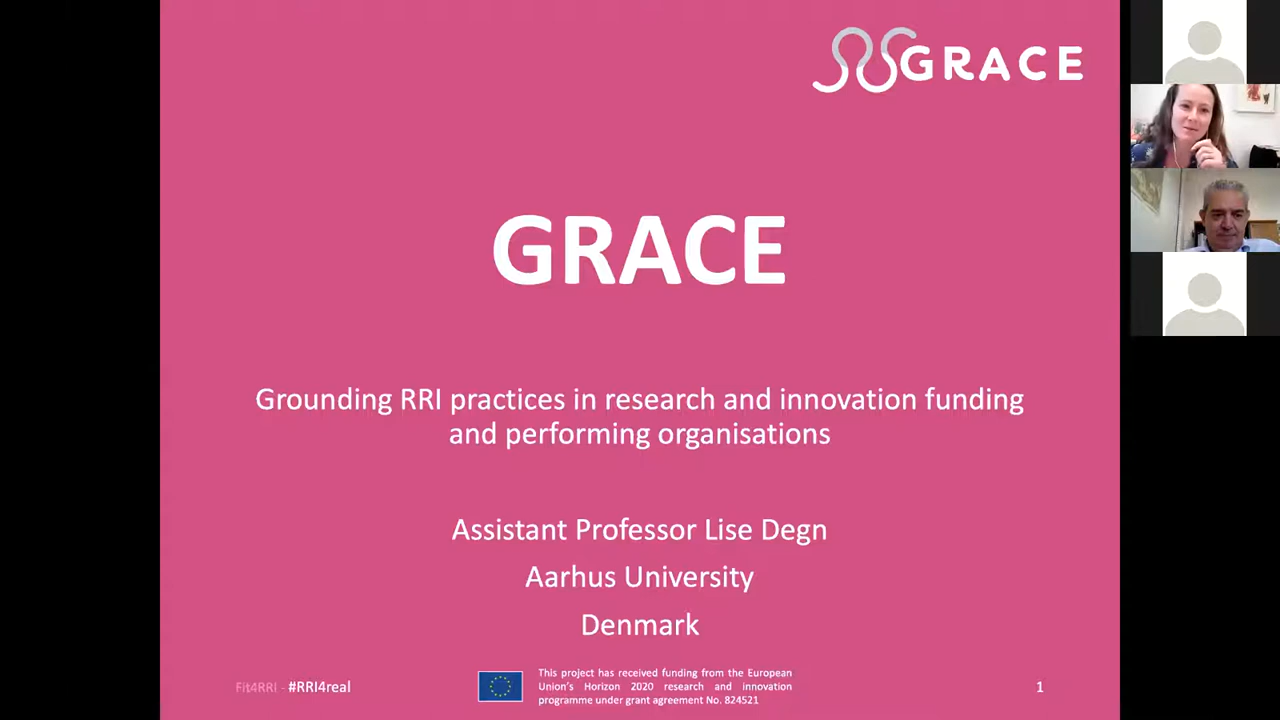 GRACE
GRACE
Grounding RRI practices in research and innovation funding
and performing organisations
Assistant Professor Lise Degn
Aarhus University
Denmark
Fit4RRI - #RRI4real
This project has received funding from the European
Union's Horizon 2020 research and innovation
programme under grant agreement No. 824521
1